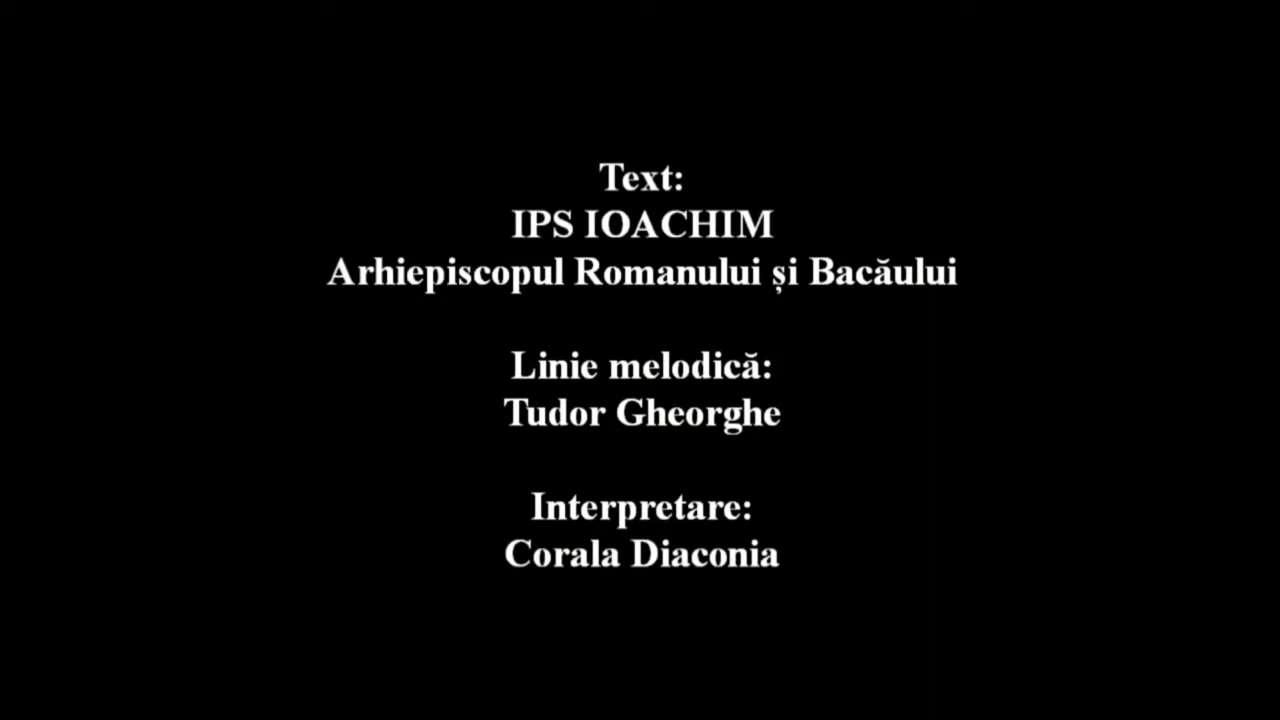 Text:
IPS IOACHIM
Arhiepiscopul Romanului și Bacăului
Linie melodică:
Tudor Gheorghe
Interpretare:
Corala Diaconia